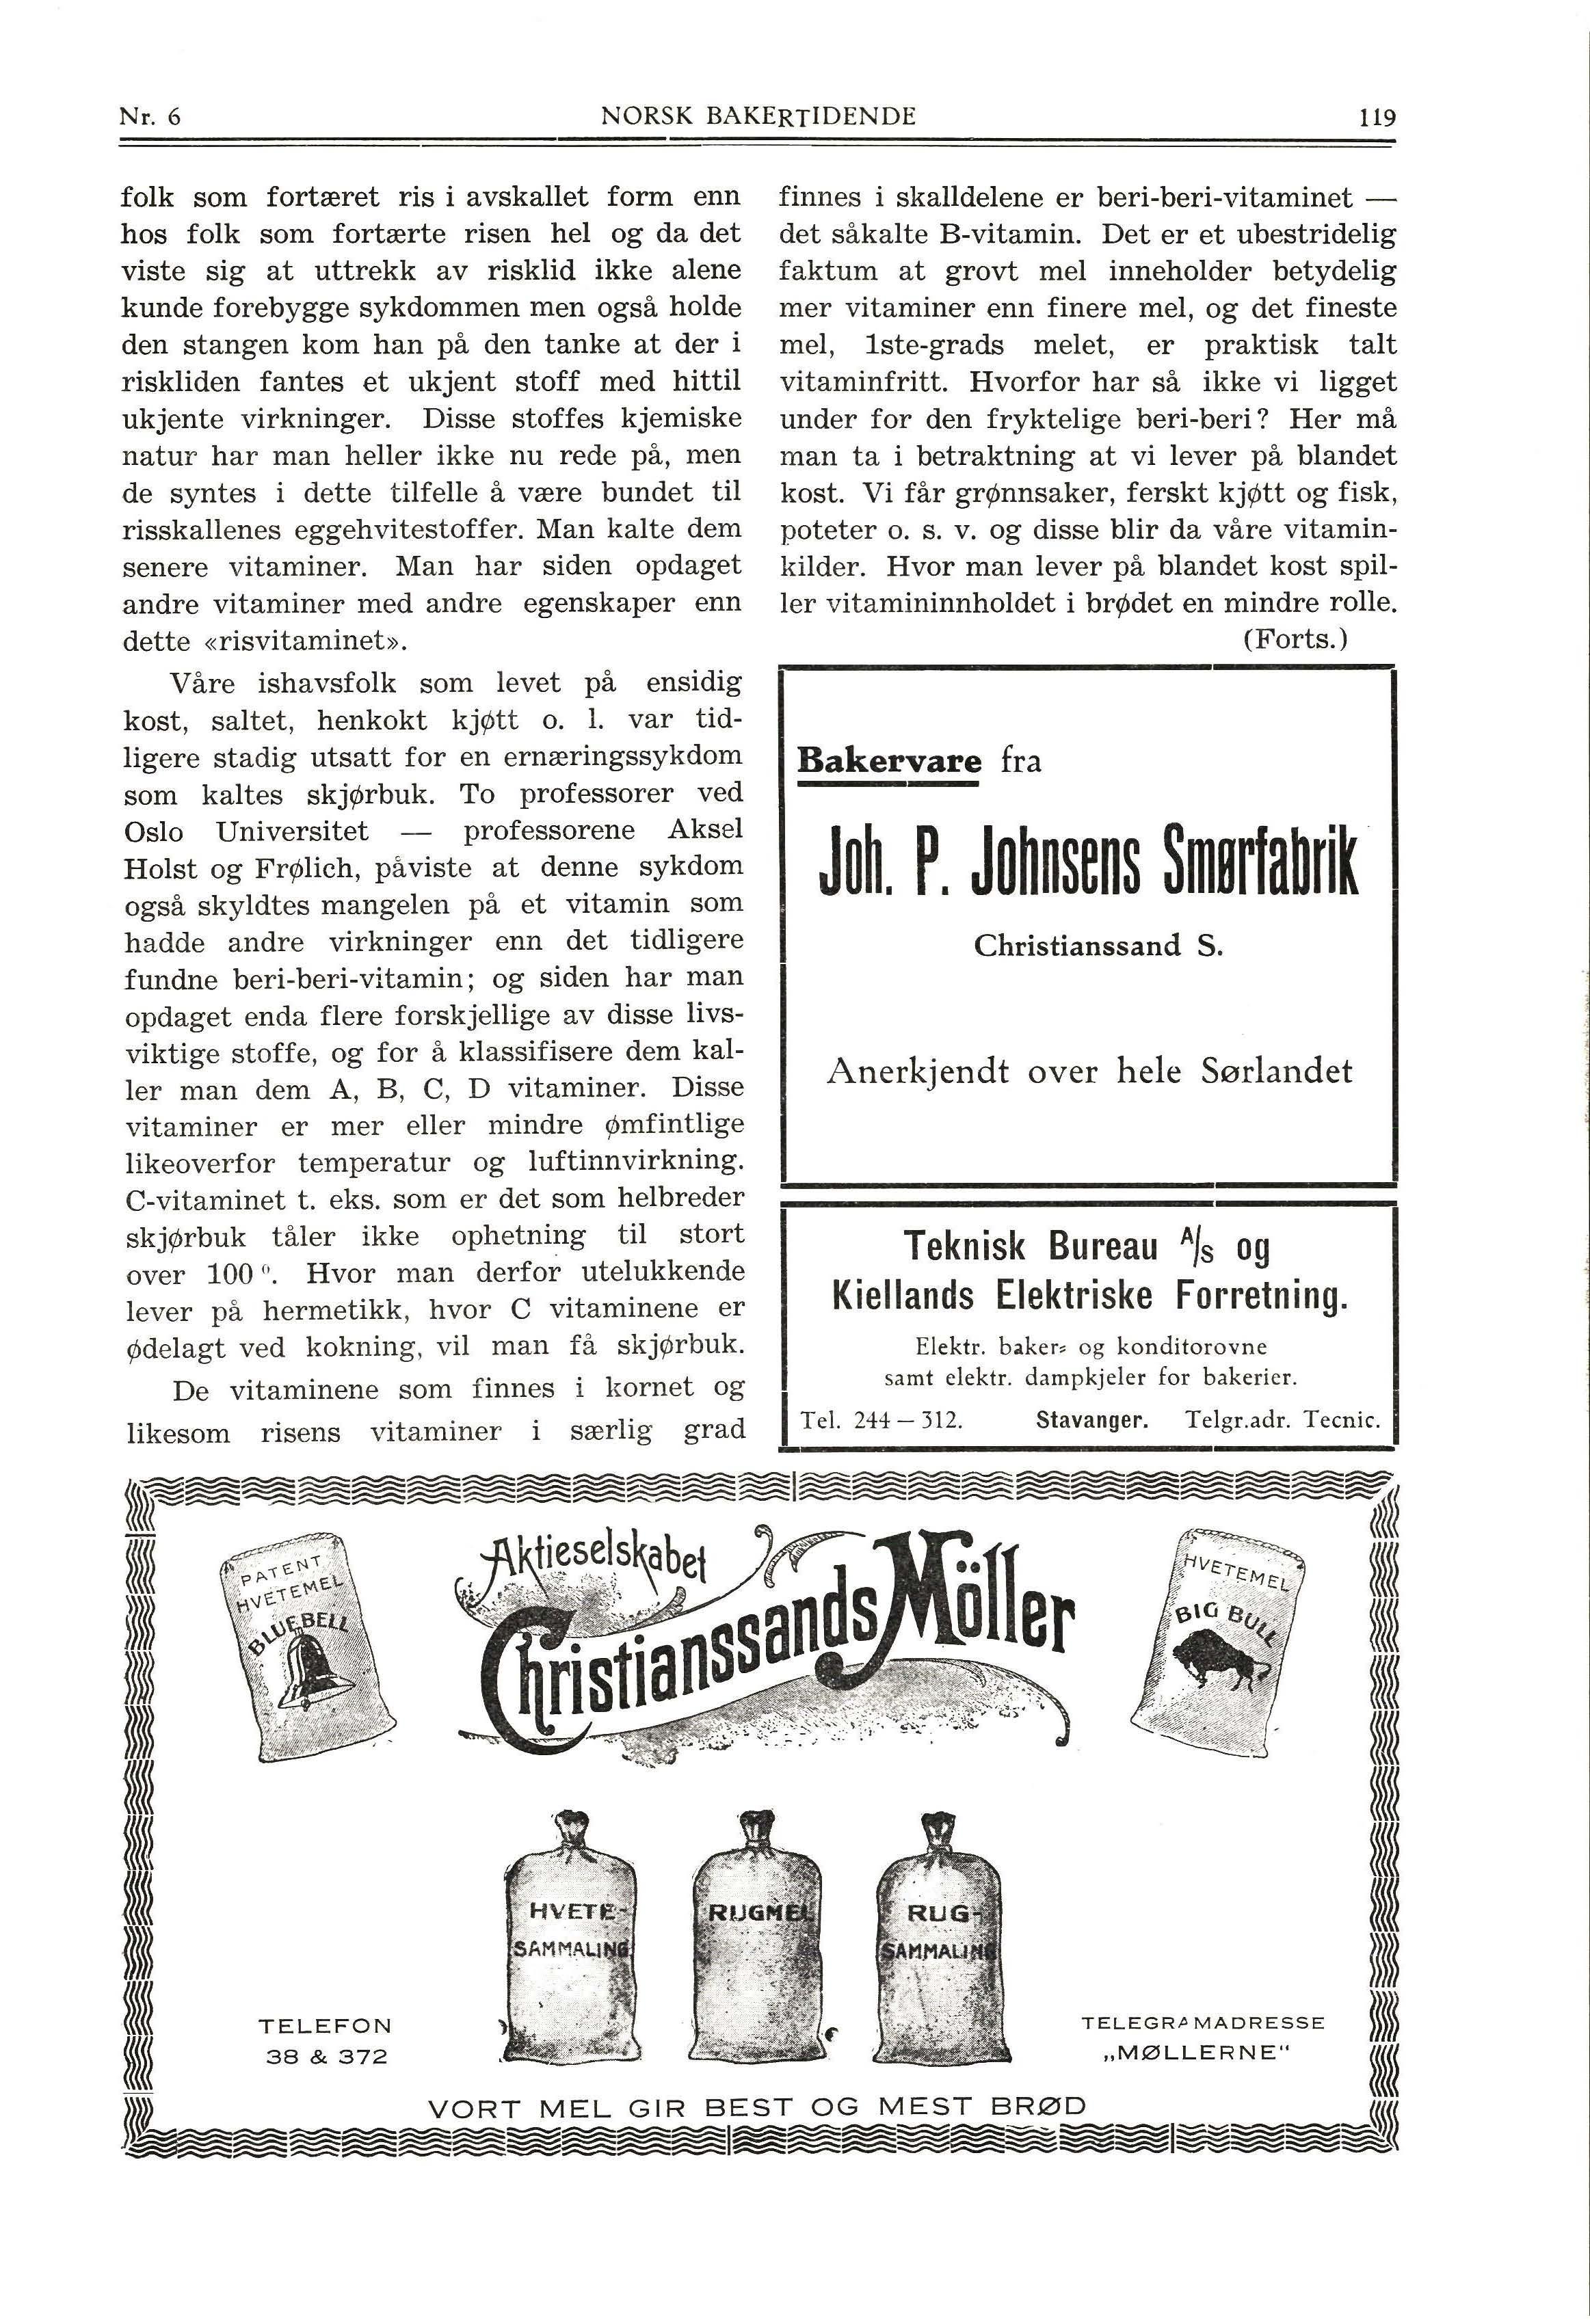 Nr. 6
NORSK BAKERTIDENDE
119
folk som fortæret ris i avskallet form enn
hos folk som fortærte risen hel og da det
viste sig at uttrekk av risklid ikke alene
kunde forebygge sykdommen men også holde
den stangen kom han på den tanke at der i
riskliden fantes et ukjent stoff med hittil
ukjente virkninger. Disse stoffes kjemiske
natur har man heller ikke nu rede på, men
de syntes i dette tilfelle å være bundet til
risskallenes eggehvitestoffer. Man kalte dem
senere vitaminer. Man har siden opdaget
andre vitaminer med andre egenskaper enn
dette «risvitaminet».
Våre ishavsfolk som levet på ensidig
kost, saltet, henkokt kjøtt o. l. var tid-
ligere stadig utsatt for en ernæringssykdom
som kaltes skjørbuk. To professorer ved
Oslo Universitet — professorene Aksel
Holst og Frølich, påviste at denne sykdom
også skyldtes mangelen på et vitamin som
hadde andre virkninger enn det tidligere
fundne beri-beri-vitamin; og siden har man
opdaget enda flere forskjellige av disse livs-
viktige stoffe, og for å klassifisere dem kal-
ler man dem A, B, C, D vitaminer. Disse
vitaminer er mer eller mindre ømfintlige
likeoverfor temperatur og luftinnvirkning.
C-vitaminet t. eks. som er det som helbreder
skjørbuk tåler ikke ophetning til stort
over 100 º. Hvor man derfor utelukkende
lever på hermetikk, hvor C vitaminene er
ødelagt ved kokning, vil man få skjørbuk.
De vitaminene som finnes i kornet og
likesom risens vitaminer i særlig grad
finnes i skalldelene er beri-beri-vitaminet —
det såkalte B-vitamin. Det er et ubestridelig
faktum at grovt mel inneholder betydelig
mer vitaminer enn finere mel, og det fineste
mel, 1ste-grads melet, er praktisk talt
vitaminfritt. Hvorfor har så ikke vi ligget
under for den fryktelige beri-beri? Her må
man ta i betraktning at vi lever på blandet
kost. Vi får grønnsaker, ferskt kjøtt og fisk,
poteter o. s. v. og disse blir da våre vitamin-
kilder. Hvor man lever på blandet kost spil-
ler vitamininnholdet i brødet en mindre rolle.
(Forts.)
Bakervare fra
Joh. P. Johnsens Smørfabrik
Christianssand S.
Anerkjendt over hele Sørlandet
Teknisk Bureau A/s og
Kiellands Elektriske Forretning.
Elektr. baker- og konditorovne
samt elektr. dampkjeler for bakerier.
Tel. 244 – 312. Stavanger. Telgr.adr. Tecnic.
PATENT
HVETEMEL
BLUEBELL
Aktieselskabet
Christianssands Möller
HVETEMEL
BIG BULL
HVETE-
SAMMALING
RUGMEL
RUG-
SAMMALING
TELEFON
38 & 372
TELEGRAMADRESSE
„MØLLERNE"
VORT MEL GIR BEST OG MEST BRØD